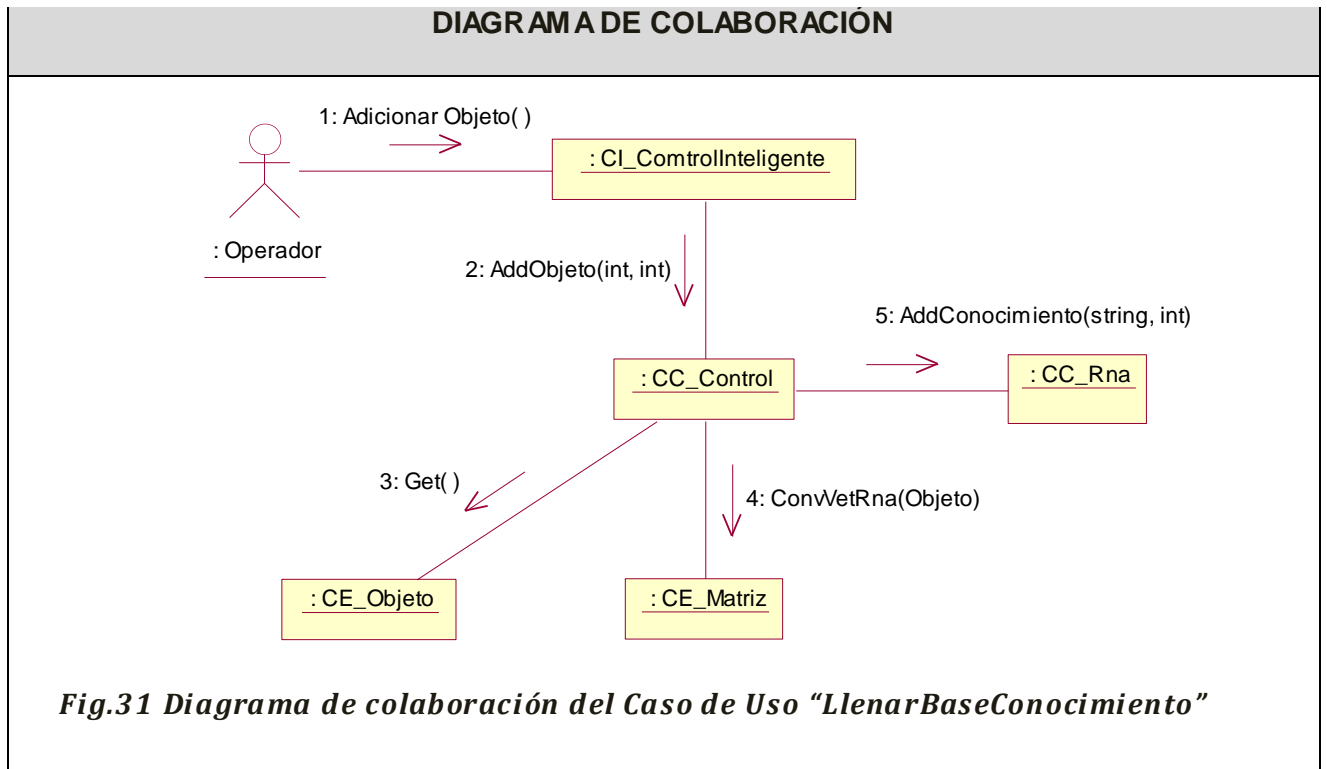 DIAGRAMA DE COLABORACIÓN
1: Adicionar Objeto( )
: CI_ComtrolInteligente
: Operador
2: AddObjeto(int, int)
5: AddConocimiento(string, int)
: CC_Control
: CC_Rna
3: Get( )
4: ConvVetRna(Objeto)
: CE_Objeto
: CE_Matriz
Fig.31 Diagrama de colaboración del Caso de Uso “LlenarBaseConocimiento”